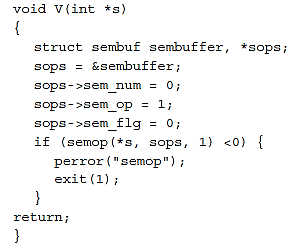 void V(int *s)
{
struct sembuf sembuffer, *sops;
sops = &sembuffer;
sops->sem_num = 0;
sops->sem_op = 1;
sops->sem_flg = 0;
if (semop(*s, sops, 1) <0) {
perror("semop");
exit(1);
}
return;
}